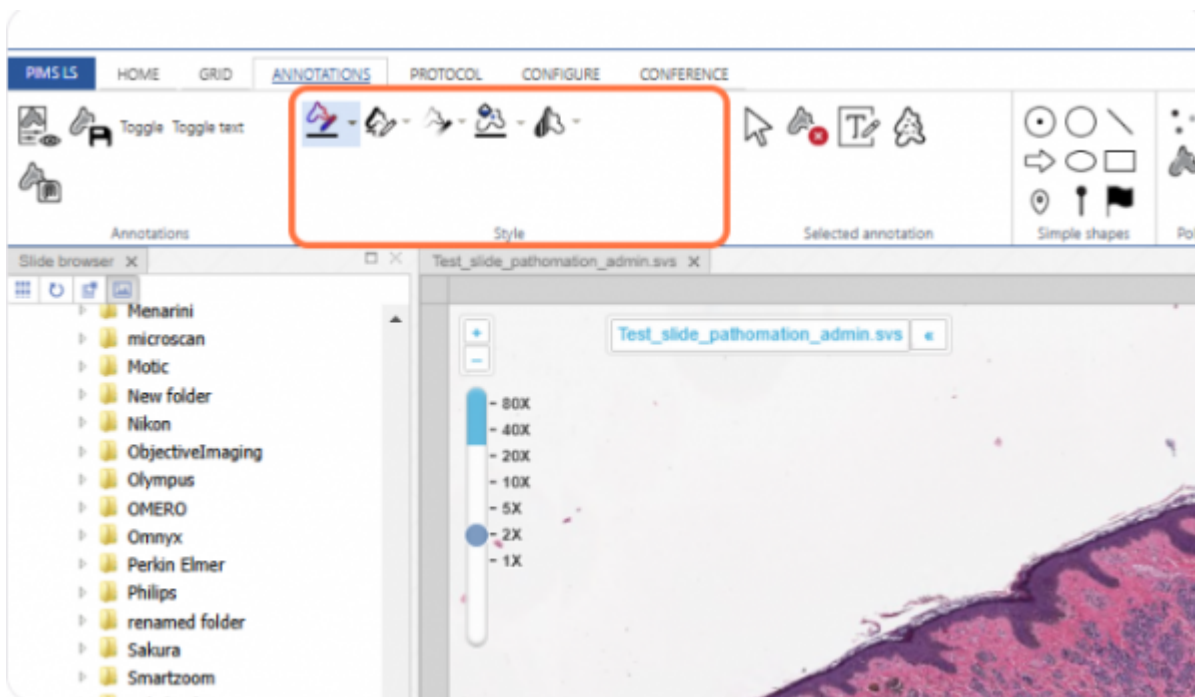 PIMS LS HOME GRID ANNOTATIONS PROTOCOL CONFIGURE CONFERENCE
Toggle Toggle text
Annotations Style Selected annotation Simple shapes
Slide browser
Test_slide_pathomation_admin.svs
Menarini
microscan
Motic
New folder
Nikon
ObjectiveImaging
Olympus
OMERO
Omnyx
Perkin Elmer
Philips
renamed folder
Sakura
Smartzoom
Test_slide_pathomation_admin.svs «
80X
40X
20X
10X
5X
2X
1X